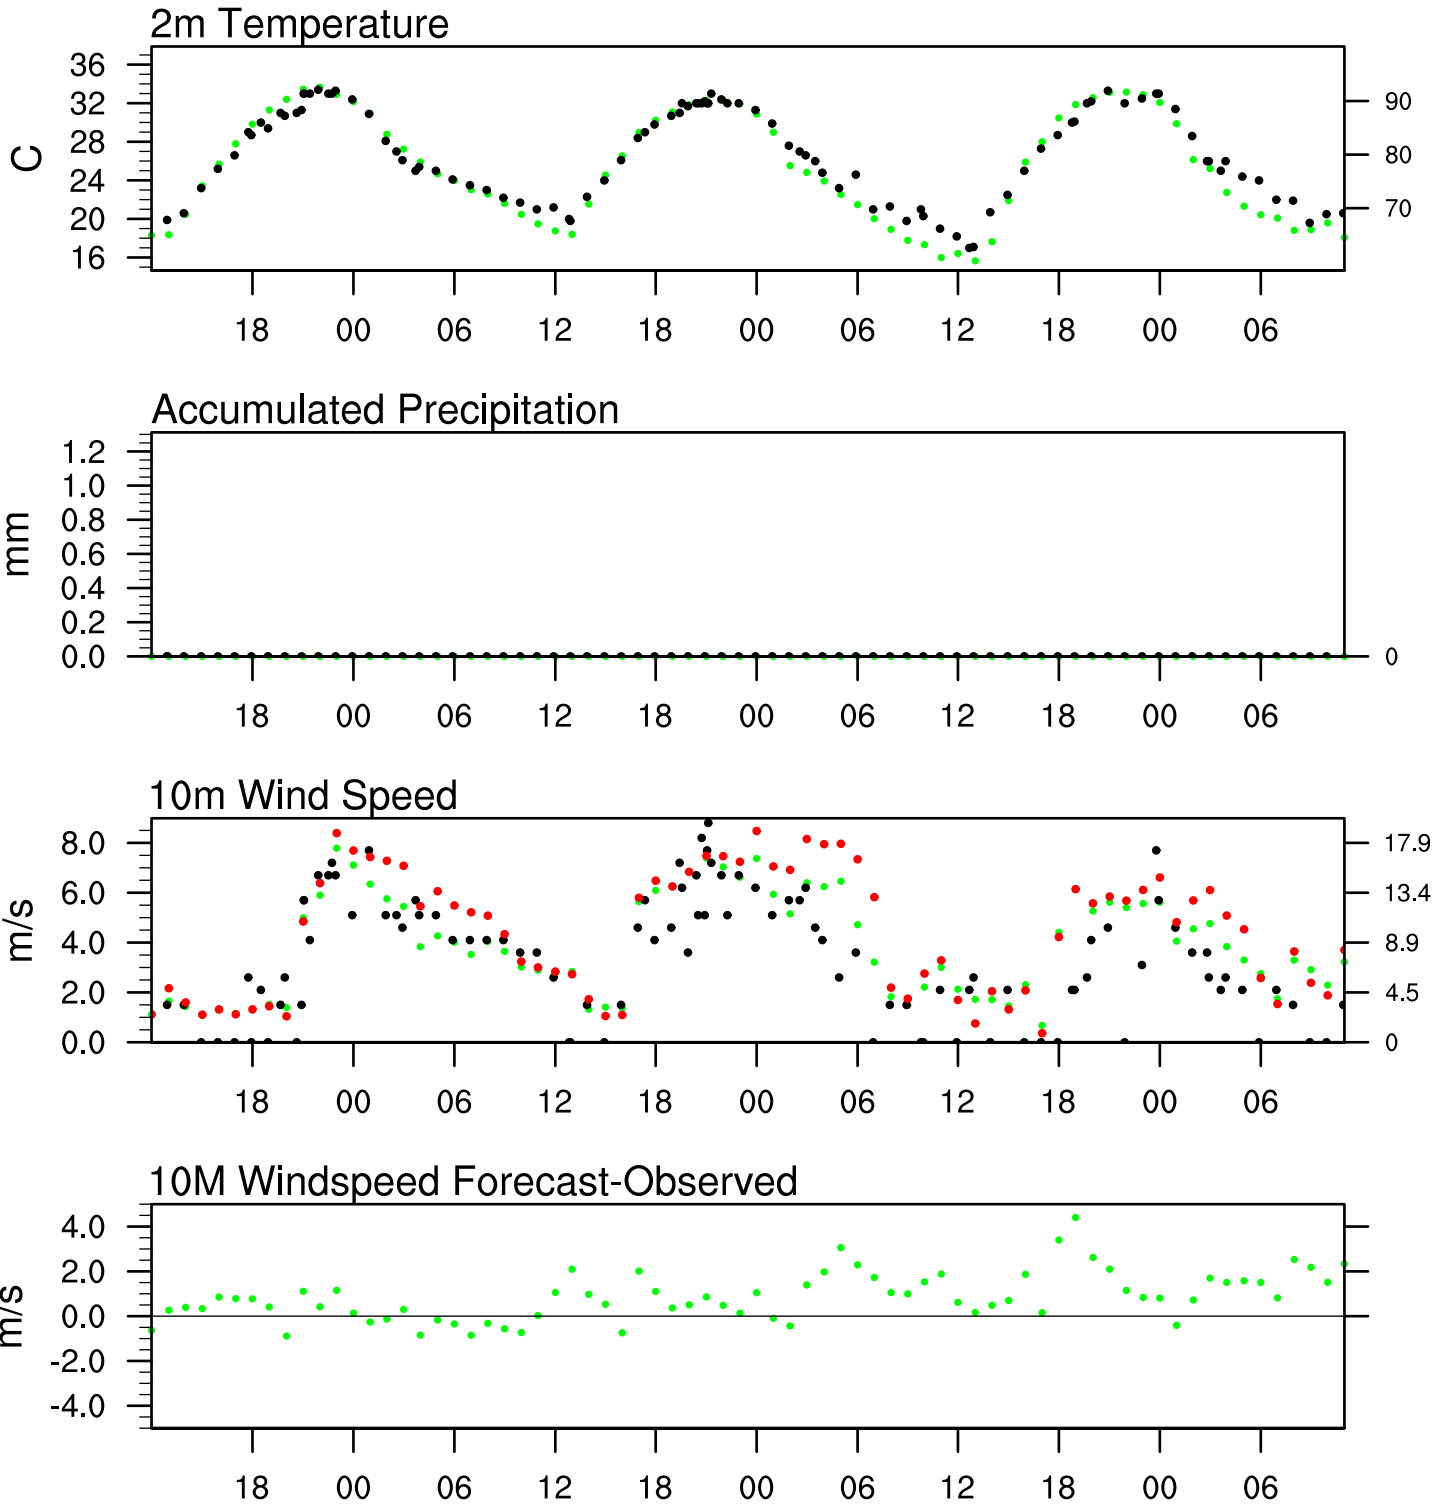 2m Temperature
36
32
28
24
20
16
C
90
80
70
18 00 06 12 18 00 06 12 18 00 06
Accumulated Precipitation
1.2
1.0
0.8
0.6
0.4
0.2
0.0
mm
0
18 00 06 12 18 00 06 12 18 00 06
10m Wind Speed
8.0
6.0
4.0
2.0
0.0
m/s
17.9
13.4
8.9
4.5
0
18 00 06 12 18 00 06 12 18 00 06
10M Windspeed Forecast-Observed
4.0
2.0
0.0
-2.0
-4.0
m/s
18 00 06 12 18 00 06 12 18 00 06